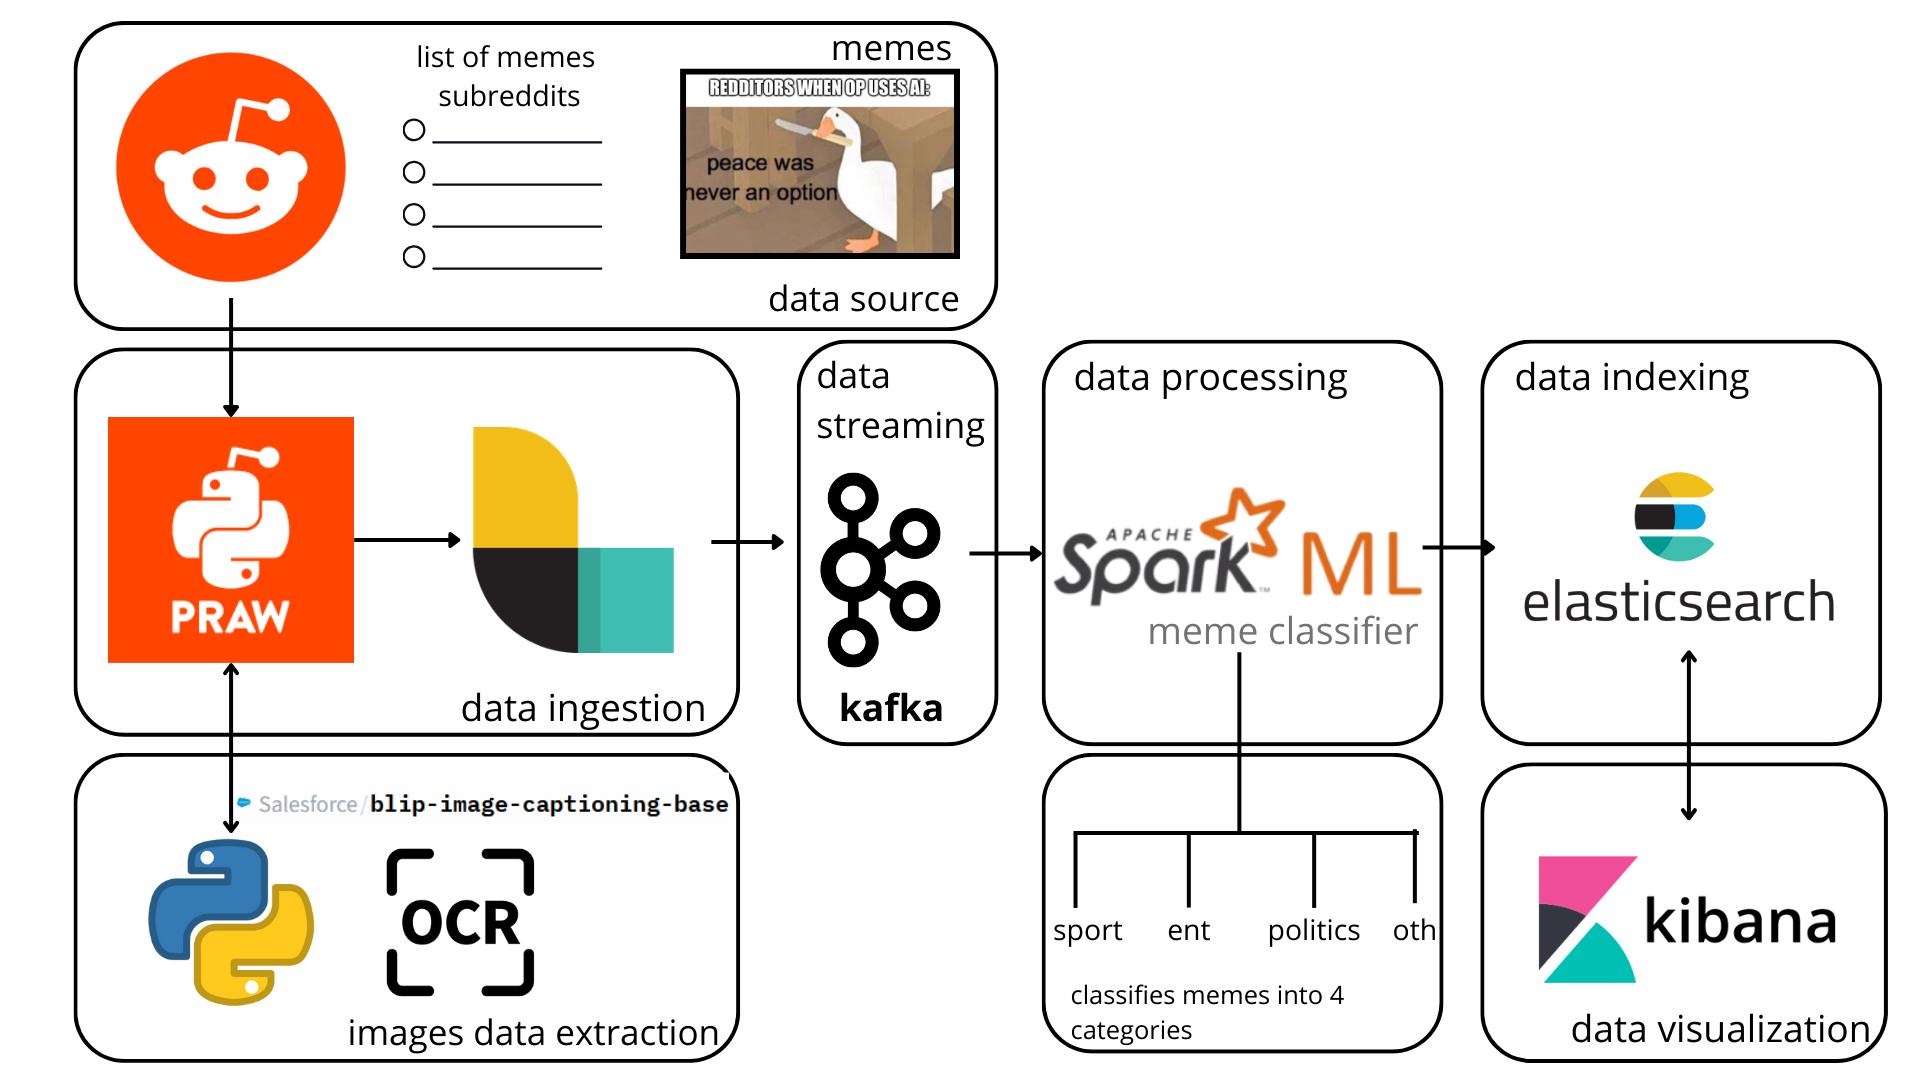 list of memes
subreddits
memes
REDDITORS WHEN OP USES AI:
peace was
never an option
data source
PRAW
data ingestion
data
streaming
kafka
data processing
APACHE
Spark ML
TM
meme classifier
data indexing
elasticsearch
Salesforce/blip-image-captioning-base
OCR
images data extraction
sport ent politics oth
classifies memes into 4
categories
kibana
data visualization